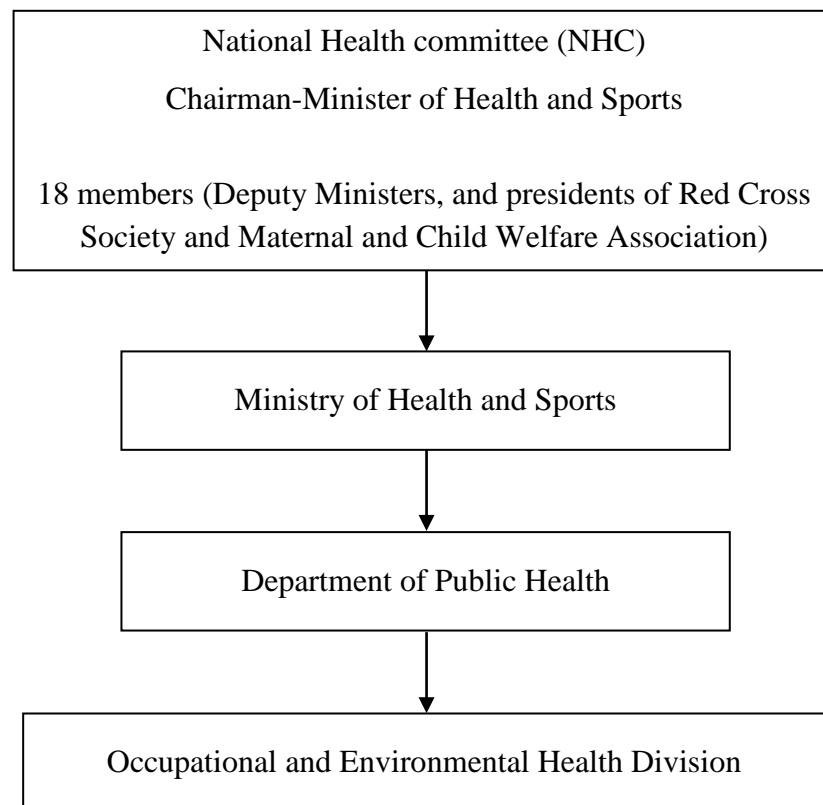 National Health committee (NHC)
Chairman-Minister of Health and Sports
18 members (Deputy Ministers, and presidents of Red Cross
Society and Maternal and Child Welfare Association)
Ministry of Health and Sports
Department of Public Health
Occupational and Environmental Health Division